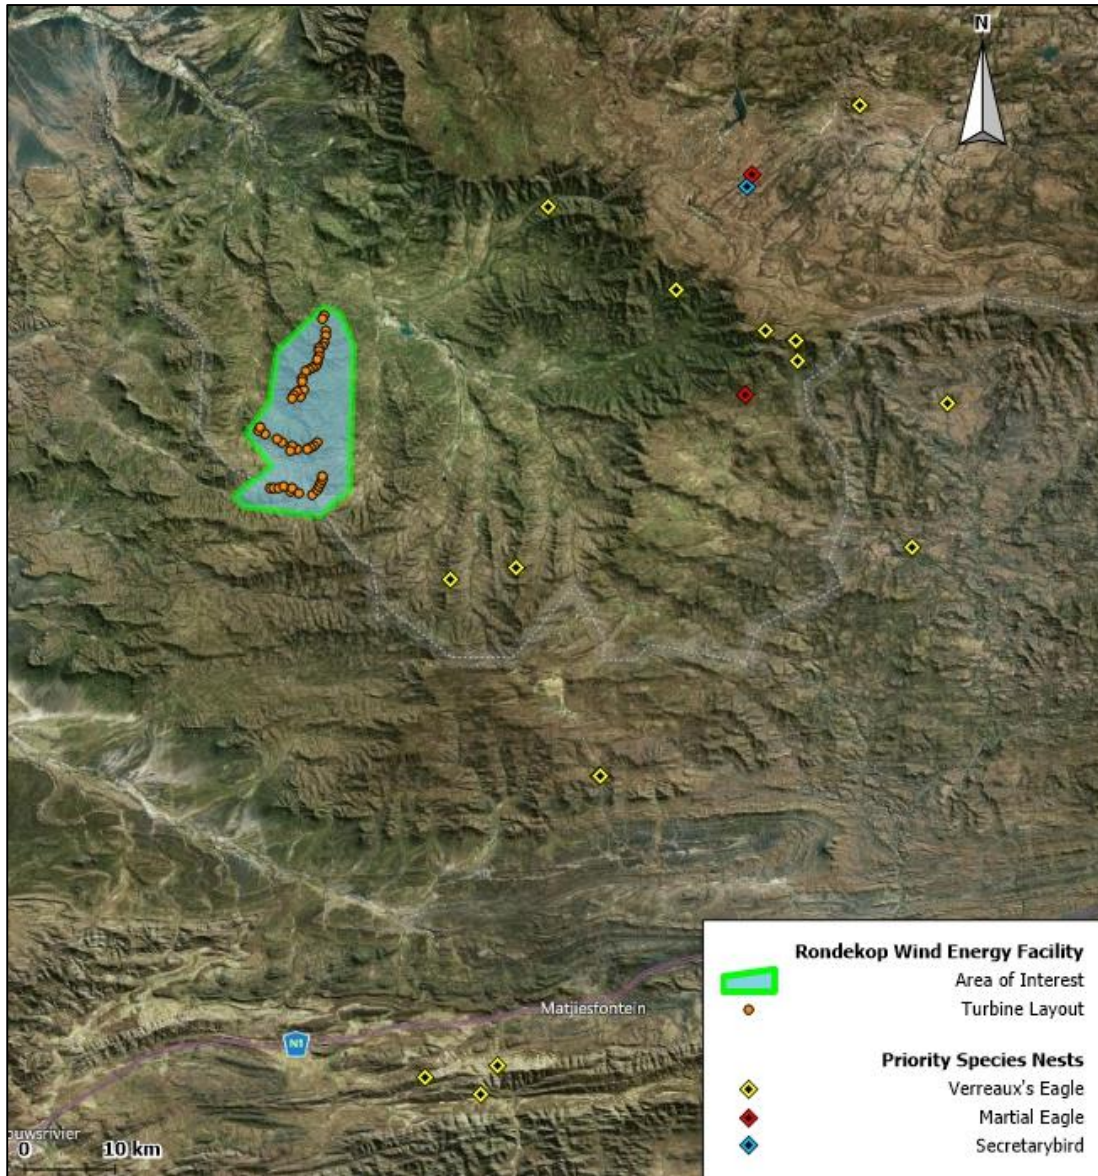 N
Matjiesfontein
N1
ouwsrivier
0 10 km
Rondekop Wind Energy Facility
Area of Interest
Turbine Layout
Priority Species Nests
Verreaux's Eagle
Martial Eagle
Secretarybird